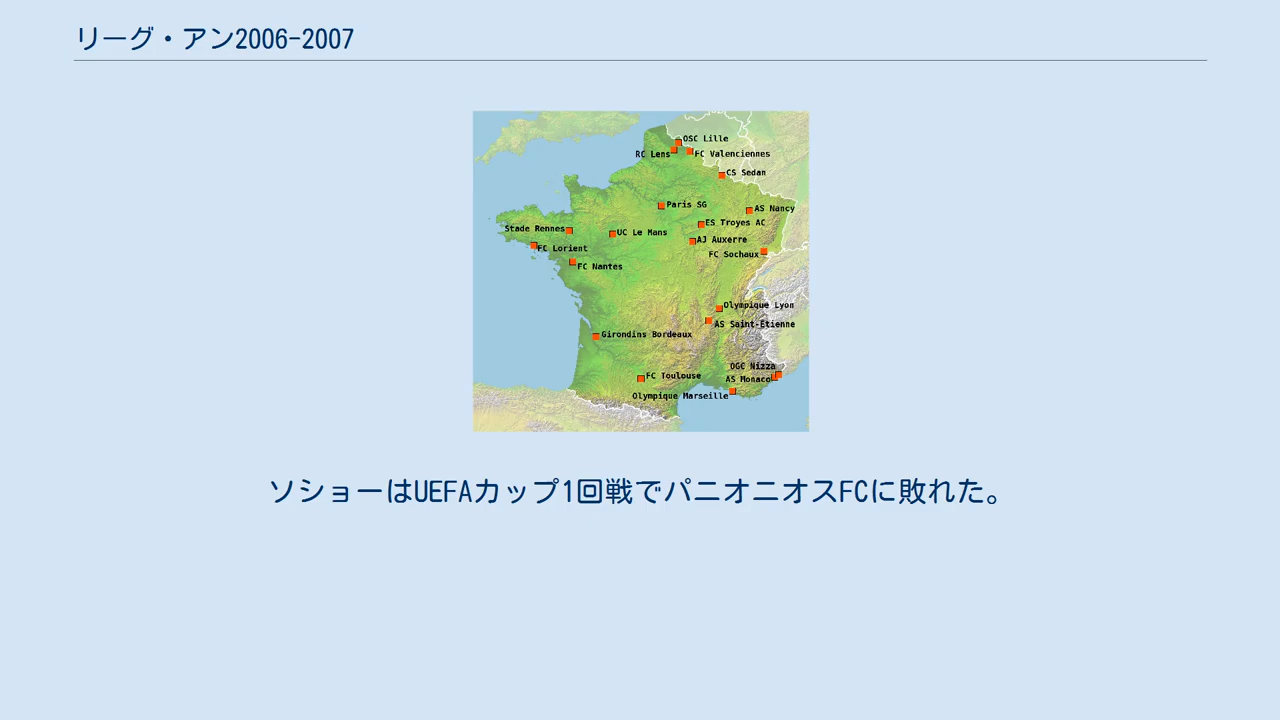 リーグ・アン2006-2007
OSC Lille
RC Lens
FC Valenciennes
CS Sedan
Paris SG
AS Nancy
ES Troyes AC
Stade Rennes
UC Le Mans
AJ Auxerre
FC Lorient
FC Sochaux
FC Nantes
Olympique Lyon
AS Saint-Étienne
Girondins Bordeaux
OGC Nizza
FC Toulouse
AS Monaco
Olympique Marseille
ソショーはUEFAカップ1回戦でパニオニオスFCに敗れた。